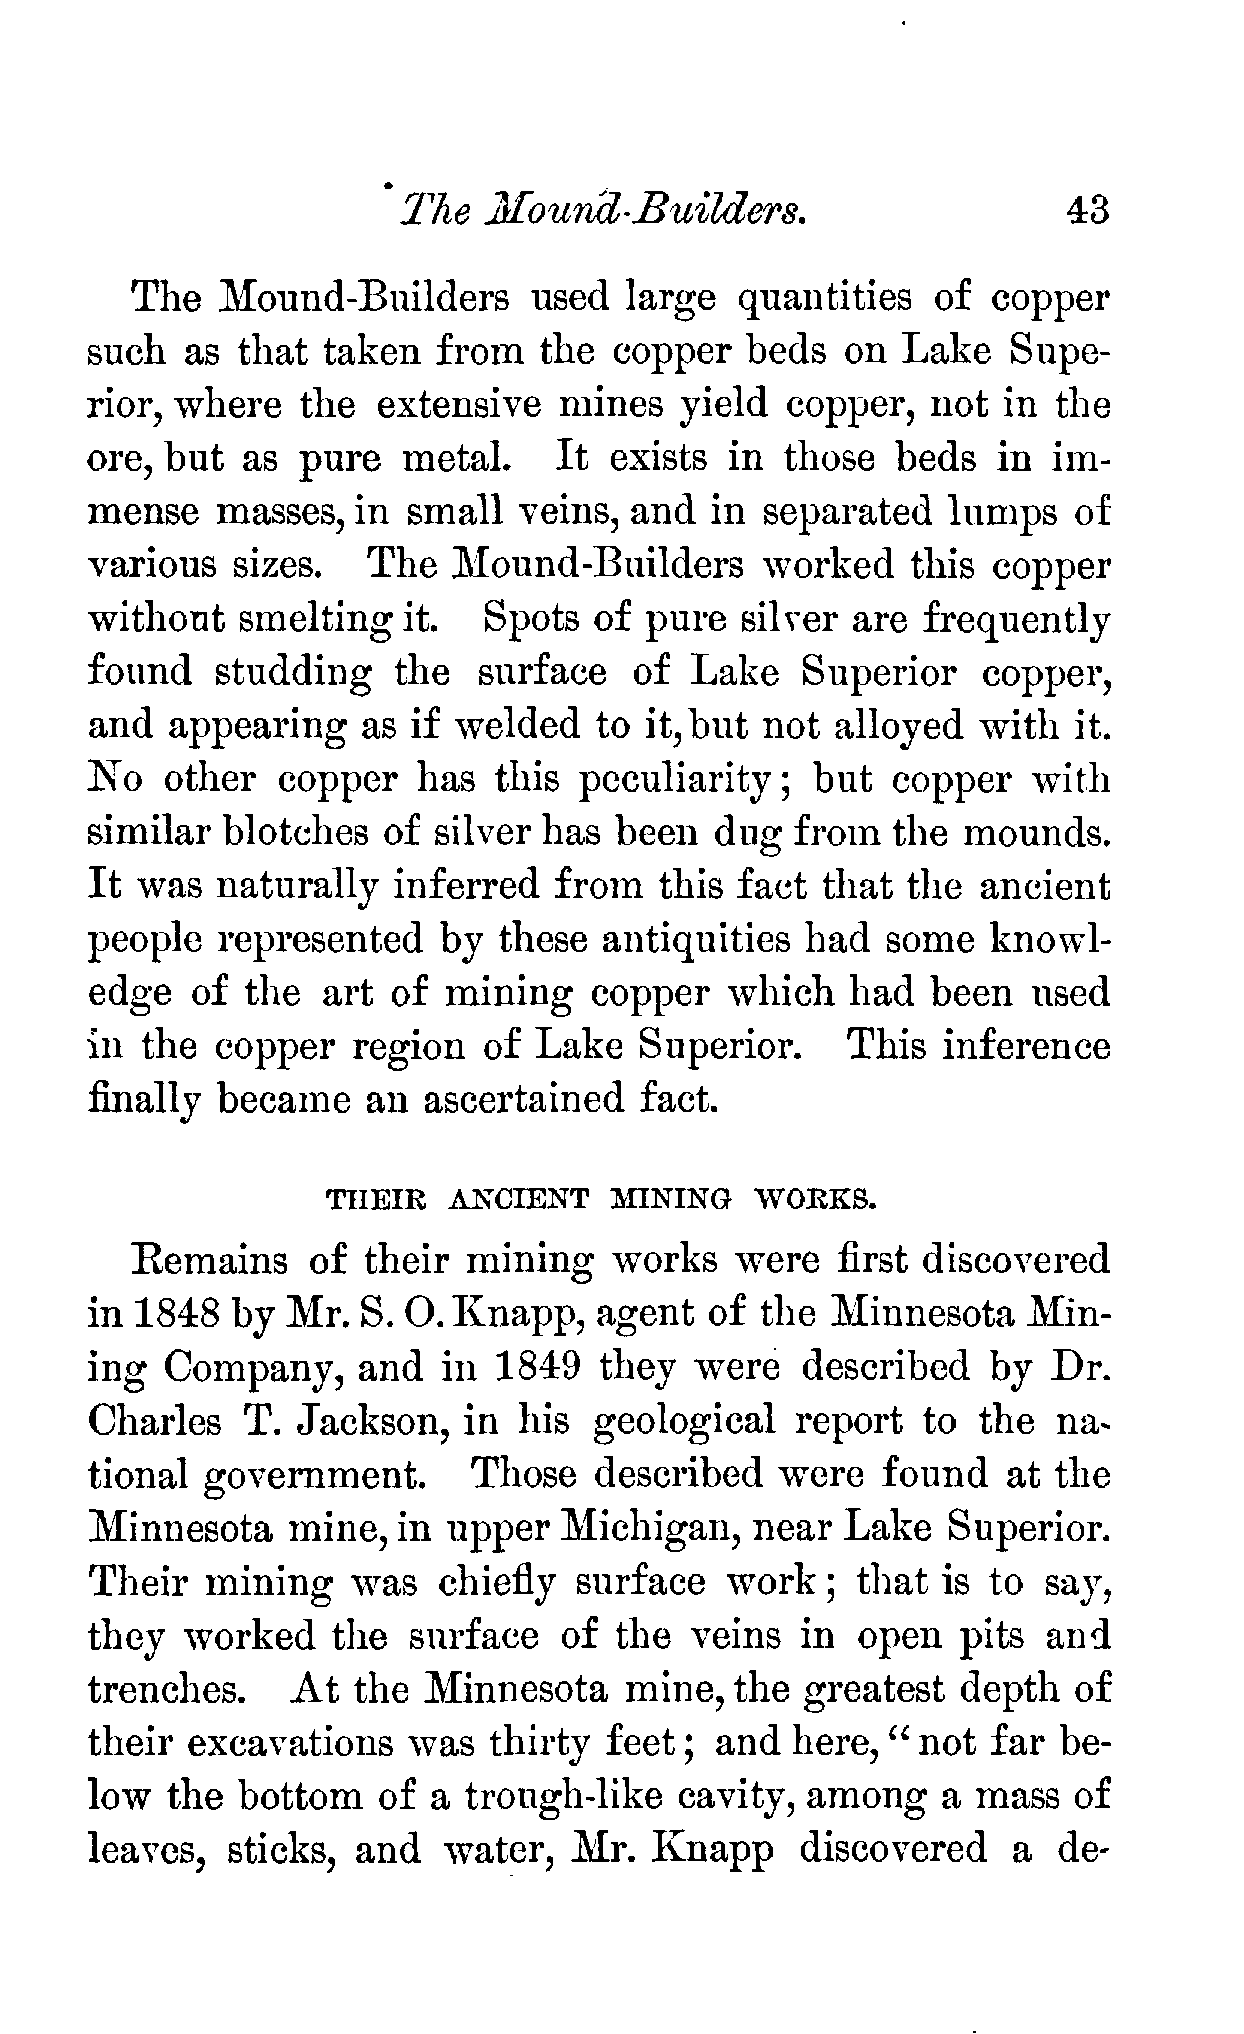 The Mound-Builders. 43
The Mound-Builders used large quantities of copper
such as that taken from the copper beds on Lake Supe-
rior, where the extensive mines yield copper, not in the
ore, but as pure metal. It exists in those beds in im-
mense masses, in small veins, and in separated lumps of
various sizes. The Mound-Builders worked this copper
without smelting it. Spots of pure silver are frequently
found studding the surface of Lake Superior copper,
and appearing as if welded to it, but not alloyed with it.
No other copper has this peculiarity; but copper with
similar blotches of silver has been dug from the mounds.
It was naturally inferred from this fact that the ancient
people represented by these antiquities had some knowl-
edge of the art of mining copper which had been used
in the copper region of Lake Superior. This inference
finally became an ascertained fact.
THEIR ANCIENT MINING WORKS.
Remains of their mining works were first discovered
in 1848 by Mr. S. O. Knapp, agent of the Minnesota Min-
ing Company, and in 1849 they were described by Dr.
Charles T. Jackson, in his geological report to the na-
tional government. Those described were found at the
Minnesota mine, in upper Michigan, near Lake Superior.
Their mining was chiefly surface work; that is to say,
they worked the surface of the veins in open pits and
trenches. At the Minnesota mine, the greatest depth of
their excavations was thirty feet; and here, "not far be-
low the bottom of a trough-like cavity, among a mass of
leaves, sticks, and water, Mr. Knapp discovered a de-